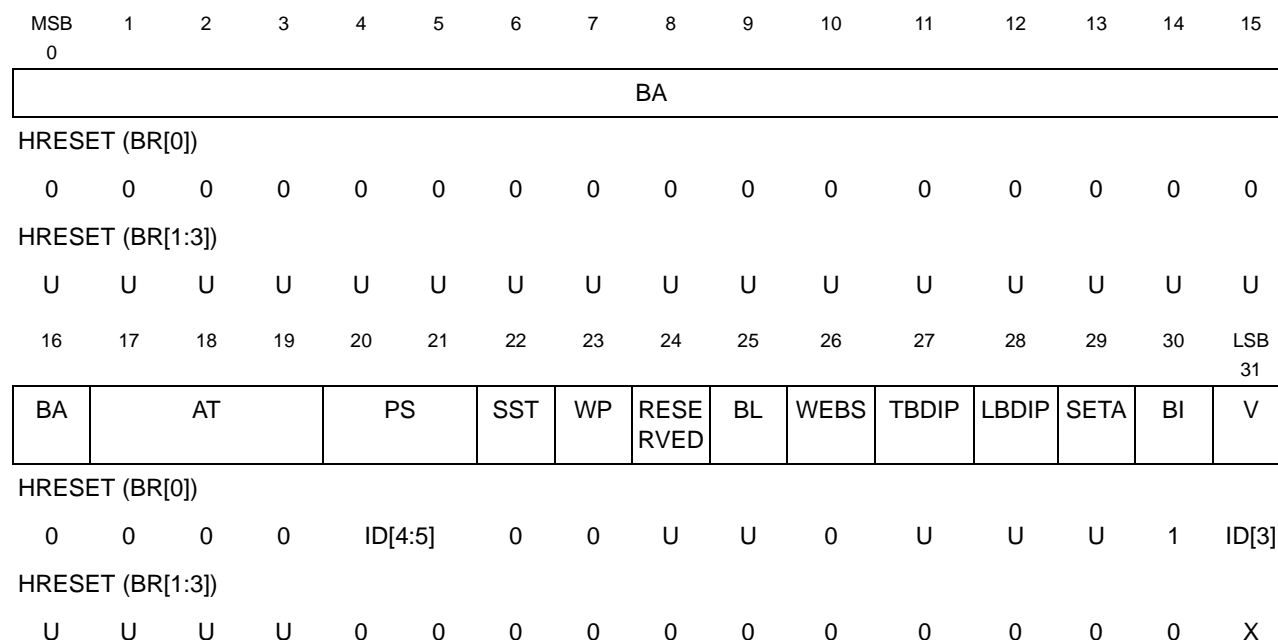 MSB 1 2 3 4 5 6 7 8 9 10 11 12 13 14 15
0
BA
HRESET (BR[0])
0 0 0 0 0 0 0 0 0 0 0 0 0 0 0 0
HRESET (BR[1:3])
U U U U U U U U U U U U U U U U
16 17 18 19 20 21 22 23 24 25 26 27 28 29 30 LSB
31
BA AT PS SST WP RESE BL WEBS TBDIP LBDIP SETA BI V
RVED
HRESET (BR[0])
0 0 0 0 ID[4:5] 0 0 U U 0 U U U 1 ID[3]
HRESET (BR[1:3])
U U U U 0 0 0 0 0 0 0 0 0 0 0 X